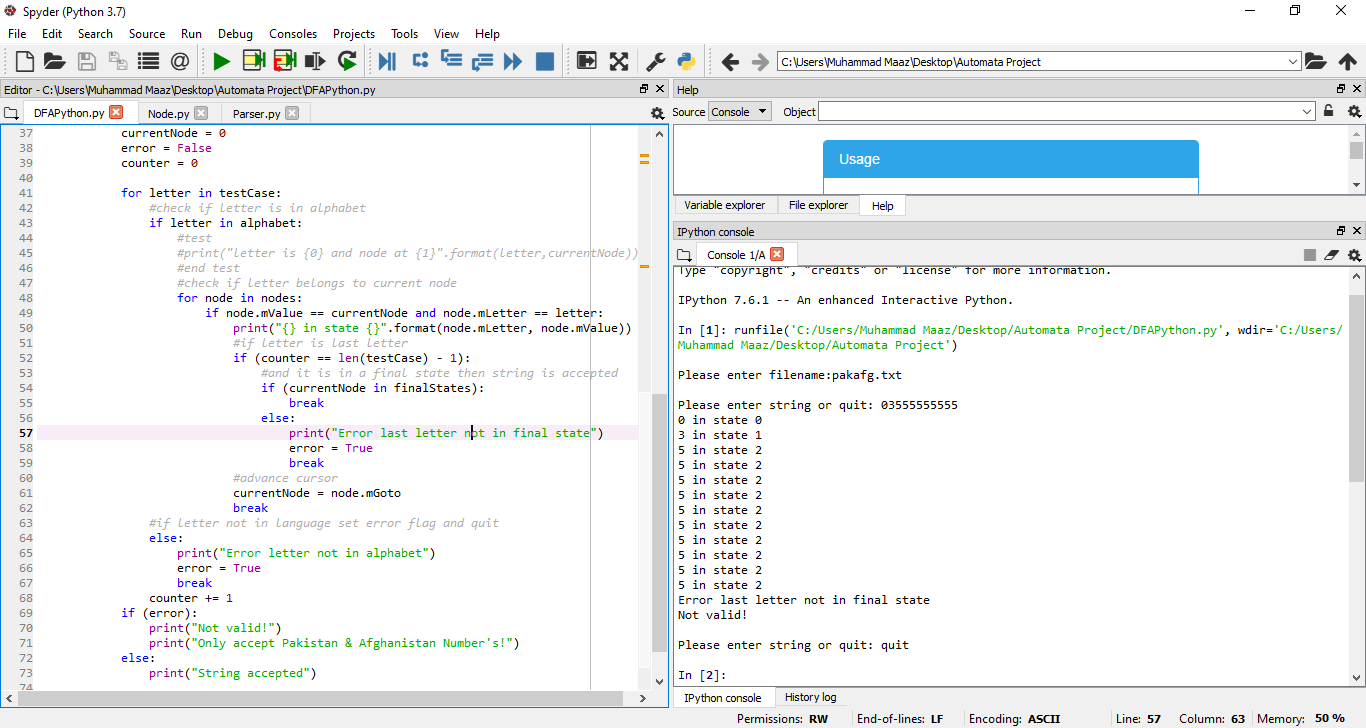 Spyder (Python 3.7)
File Edit Search Source Run Debug Consoles Projects Tools View Help
C:\Users\Muhammad Maaz\Desktop\Automata Project
Editor - C:\Users\Muhammad Maaz\Desktop\Automata Project\DFAPython.py
DFAPython.py Node.py Parser.py
37 currentNode = 0
38 error = False
39 counter = 0
40
41 for letter in testCase:
42 #check if letter is in alphabet
43 if letter in alphabet:
44 #test
45 #print("letter is {0} and node at {1}".format(letter,currentNode))
46 #end test
47 #check if letter belongs to current node
48 for node in nodes:
49 if node.mValue == currentNode and node.mLetter == letter:
50 print("{} in state {}".format(node.mLetter, node.mValue))
51 #if letter is last letter
52 if (counter == len(testCase) - 1):
53 #and it is in a final state then string is accepted
54 if (currentNode in finalStates):
55 break
56 else:
57 print("Error last letter not in final state")
58 error = True
59 break
60 #advance cursor
61 currentNode = node.mGoto
62 break
63 #if letter not in language set error flag and quit
64 else:
65 print("Error letter not in alphabet")
66 error = True
67 break
68 counter += 1
69 if (error):
70 print("Not valid!")
71 print("Only accept Pakistan & Afghanistan Number's!")
72 else:
73 print("String accepted")
74
Help
Source Console Object
Usage
Variable explorer File explorer Help
IPython console
Console 1/A
Type "copyright", "credits" or "license" for more information.
IPython 7.6.1 -- An enhanced Interactive Python.
In [1]: runfile('C:/Users/Muhammad Maaz/Desktop/Automata Project/DFAPython.py', wdir='C:/Users/
Muhammad Maaz/Desktop/Automata Project')
Please enter filename:pakafg.txt
Please enter string or quit: 03555555555
0 in state 0
3 in state 1
5 in state 2
5 in state 2
5 in state 2
5 in state 2
5 in state 2
5 in state 2
5 in state 2
5 in state 2
5 in state 2
5 in state 2
Error last letter not in final state
Not valid!
Please enter string or quit: quit
In [2]:
IPython console History log
Permissions: RW End-of-lines: LF Encoding: ASCII Line: 57 Column: 63 Memory: 50 %